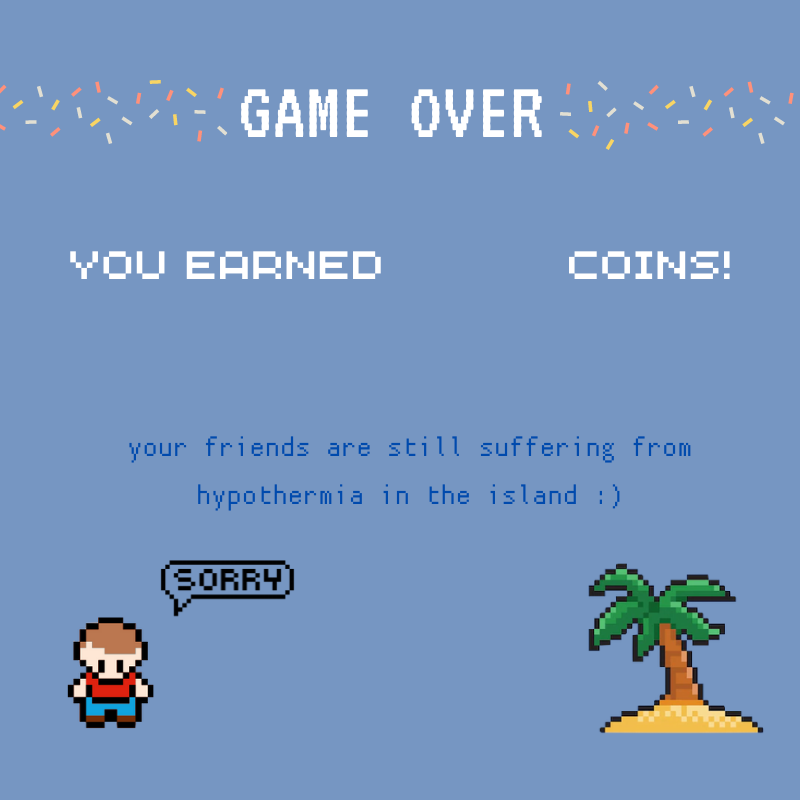 GAME OVER
YOU EARNED COINS!
your friends are still suffering from
hypothermia in the island :)
SORRY